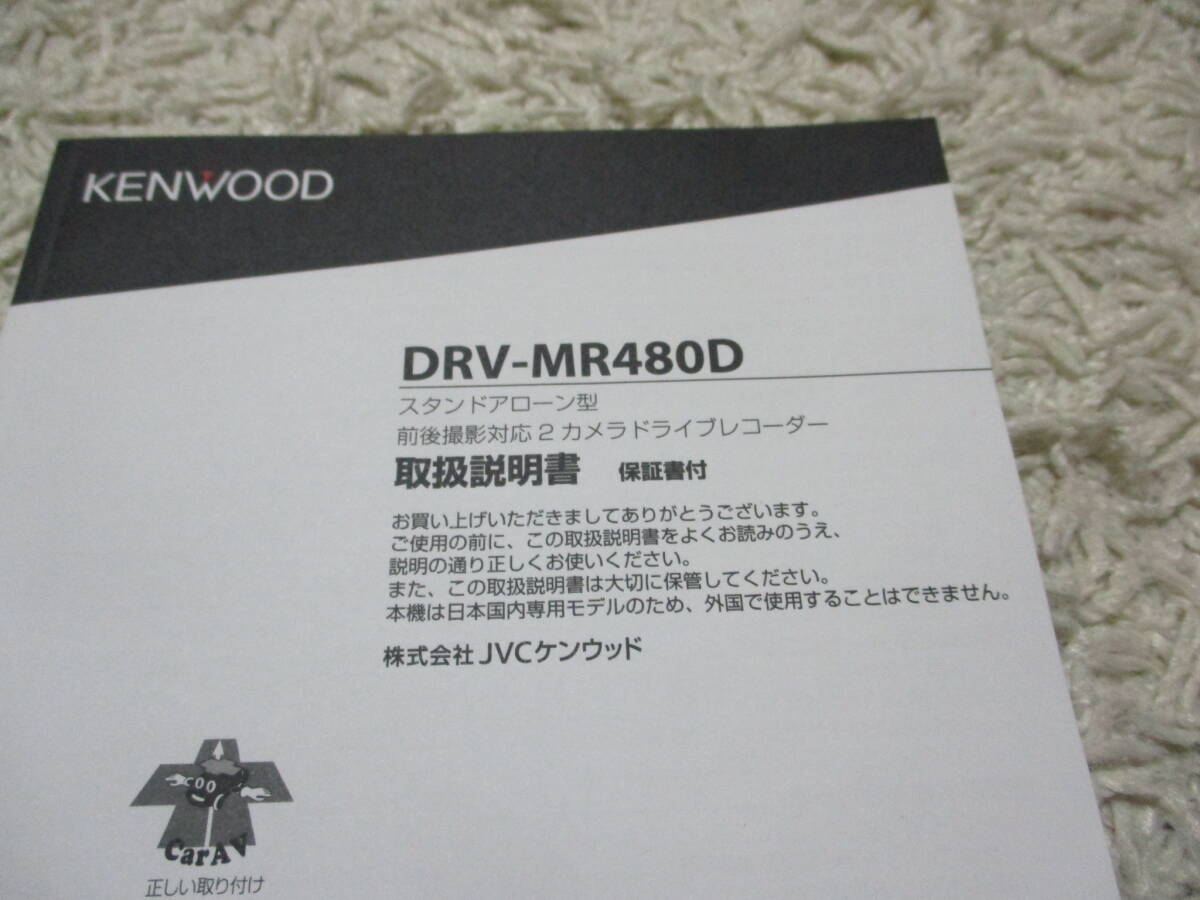 KENWOOD
DRV-MR480D
スタンドアローン型
前後撮影対応2カメラドライブレコーダー
取扱説明書 保証書付
お買い上げいただきましてありがとうございます。
ご使用の前に、この取扱説明書をよくお読みのうえ、
説明の通り正しくお使いください。
また、この取扱説明書は大切に保管してください。
本機は日本国内専用モデルのため、外国で使用することはできません。
株式会社JVCケンウッド
CarAV
正しい取り付け